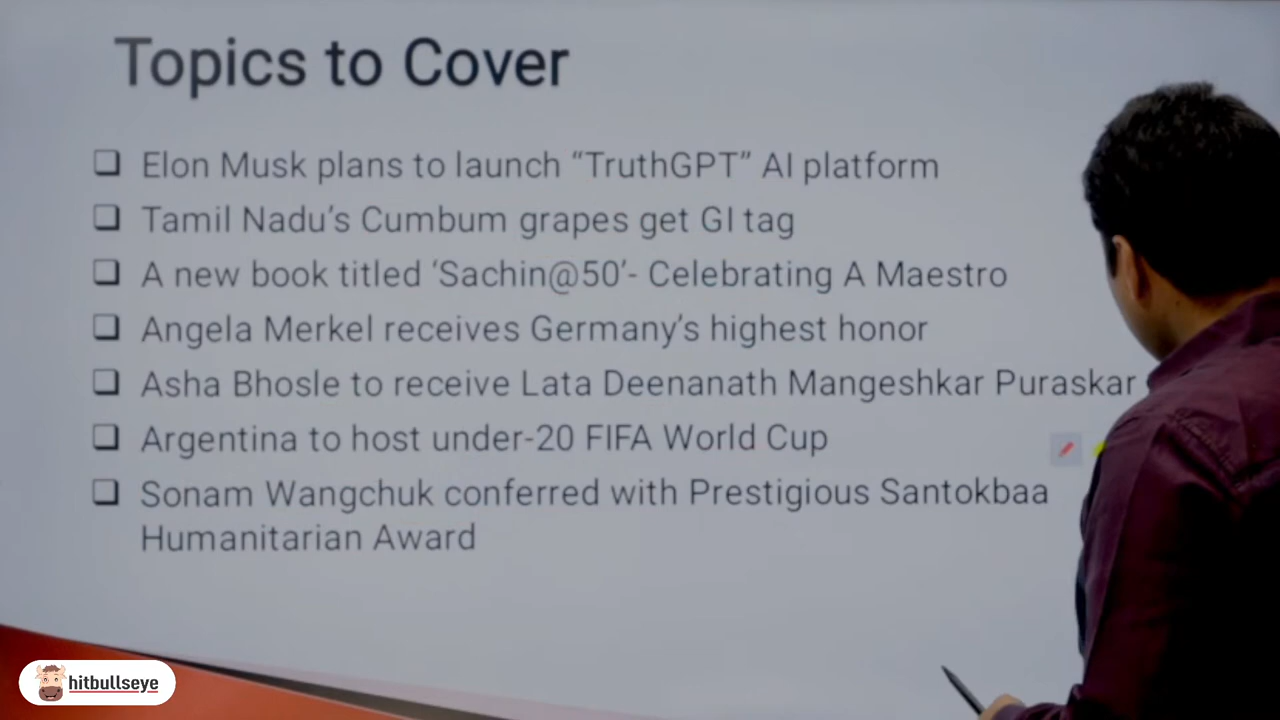 Topics to Cover
❑ Elon Musk plans to launch “TruthGPT” AI platform
❑ Tamil Nadu’s Cumbum grapes get GI tag
❑ A new book titled ‘Sachin@50’- Celebrating A Maestro
❑ Angela Merkel receives Germany’s highest honor
❑ Asha Bhosle to receive Lata Deenanath Mangeshkar Puraskar
❑ Argentina to host under-20 FIFA World Cup
❑ Sonam Wangchuk conferred with Prestigious Santokbaa
Humanitarian Award
hitbullseye